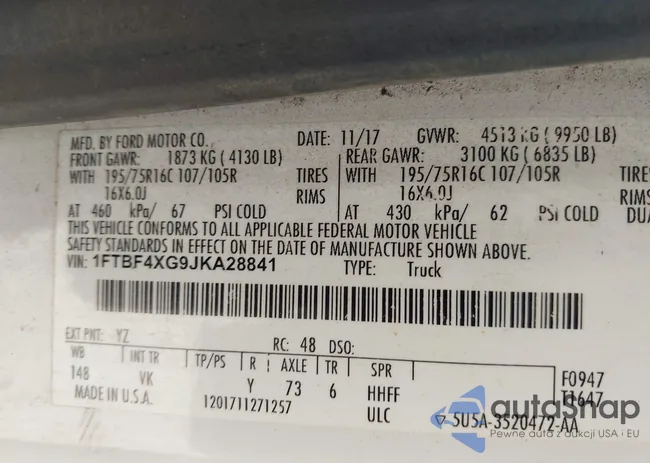 MFD. BY FORD MOTOR CO. DATE: 11/17 GVWR: 4513 KG ( 9950 LB)
FRONT GAWR: 1873 KG ( 4130 LB) REAR GAWR: 3100 KG ( 6835 LB)
WITH 195/75R16C 107/105R TIRES WITH 195/75R16C 107/105R TIRES
16X6.0J RIMS 16X6.0J RIMS
AT 460 kPa/ 67 PSI COLD AT 430 kPa/ 62 PSI COLD DUA
THIS VEHICLE CONFORMS TO ALL APPLICABLE FEDERAL MOTOR VEHICLE
SAFETY STANDARDS IN EFFECT ON THE DATE OF MANUFACTURE SHOWN ABOVE.
VIN: 1FTBF4XG9JKA28841 TYPE: Truck
EXT PNT: YZ RC: 48 DSO:
WB INT TR TP/PS R AXLE TR SPR F0947
148 VK Y 73 6 HHFF T1647
MADE IN U.S.A. 1201711271257 ULC 5U5A-3520472-AA
autoSnap
Pewne auta z aukcji USA i EU